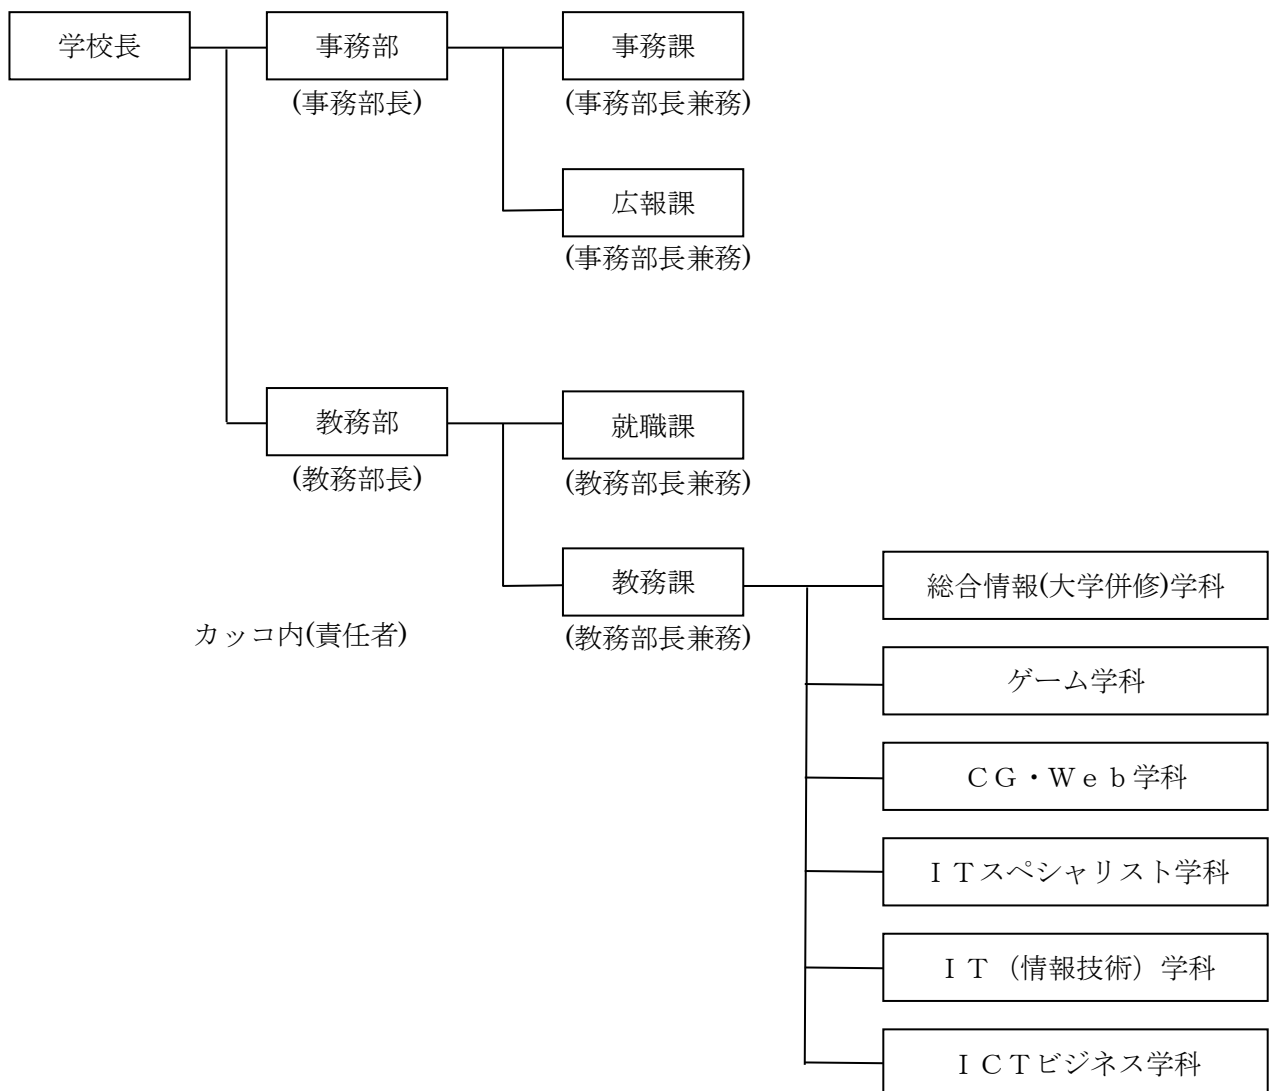 学校長
事務部
(事務部長)
事務課
(事務部長兼務)
広報課
(事務部長兼務)
教務部
(教務部長)
就職課
(教務部長兼務)
教務課
(教務部長兼務)
カッコ内(責任者)
総合情報(大学併修)学科
ゲーム学科
ＣＧ・Ｗｅｂ学科
ＩＴスペシャリスト学科
ＩＴ（情報技術）学科
ＩＣＴビジネス学科